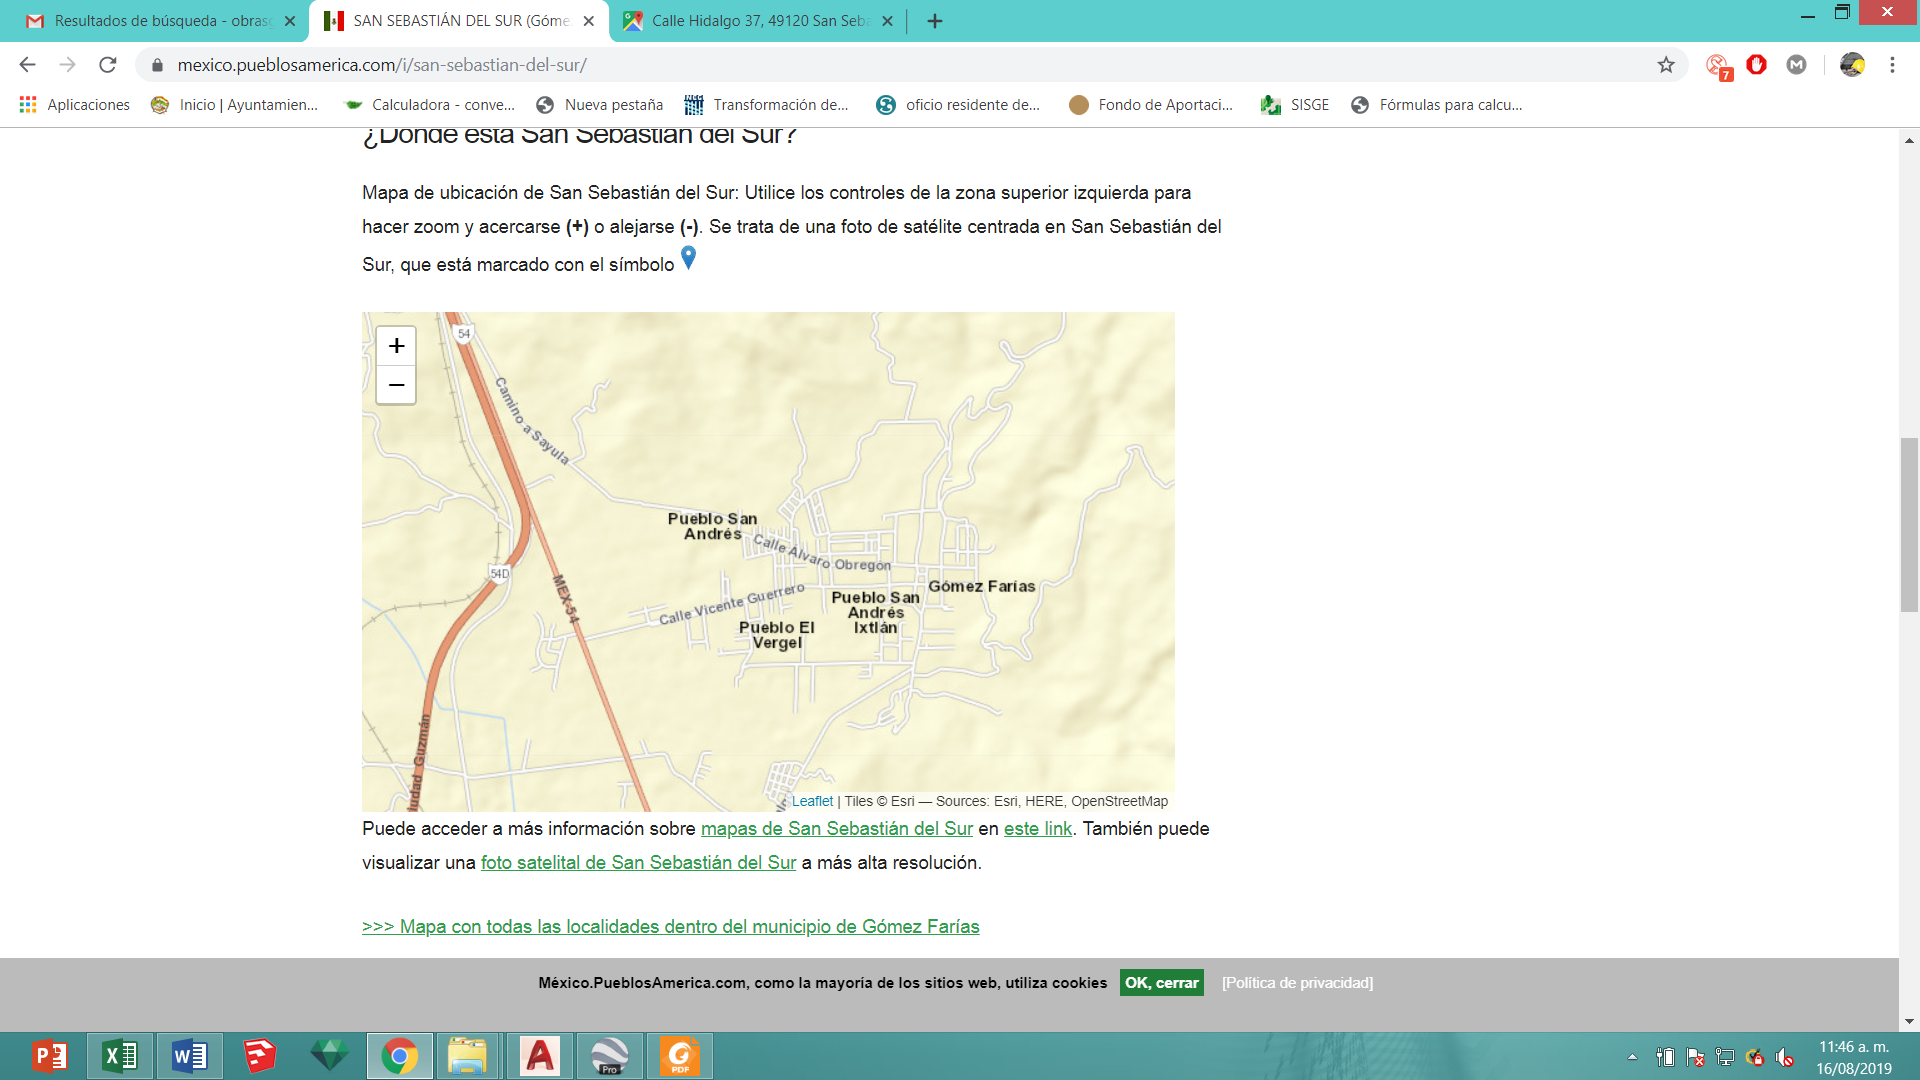 Resultados de búsqueda - obrasg
SAN SEBASTIÁN DEL SUR (Góme
Calle Hidalgo 37, 49120 San Seba
mexico.pueblosamerica.com/i/san-sebastian-del-sur/
7
Aplicaciones
Inicio | Ayuntamien...
Calculadora - conve...
Nueva pestaña
Transformación de...
oficio residente de...
Fondo de Aportaci...
SISGE
Fórmulas para calcu...
¿Dónde está San Sebastián del Sur?
Mapa de ubicación de San Sebastián del Sur: Utilice los controles de la zona superior izquierda para
hacer zoom y acercarse (+) o alejarse (-). Se trata de una foto de satélite centrada en San Sebastián del
Sur, que está marcado con el símbolo
+
−
54
Camino a Sayula
Pueblo San
Andrés
Calle Álvaro Obregón
54D
MEX-54
Gómez Farías
Calle Vicente Guerrero
Pueblo San
Andrés
Ixtlán
Pueblo El
Vergel
iudad Guzmán
Leaflet | Tiles © Esri — Sources: Esri, HERE, OpenStreetMap
Puede acceder a más información sobre mapas de San Sebastián del Sur en este link. También puede
visualizar una foto satelital de San Sebastián del Sur a más alta resolución.
>>> Mapa con todas las localidades dentro del municipio de Gómez Farías
México.PueblosAmerica.com, como la mayoría de los sitios web, utiliza cookies OK, cerrar [Política de privacidad]
Pro
PDF
11:46 a. m.
16/08/2019